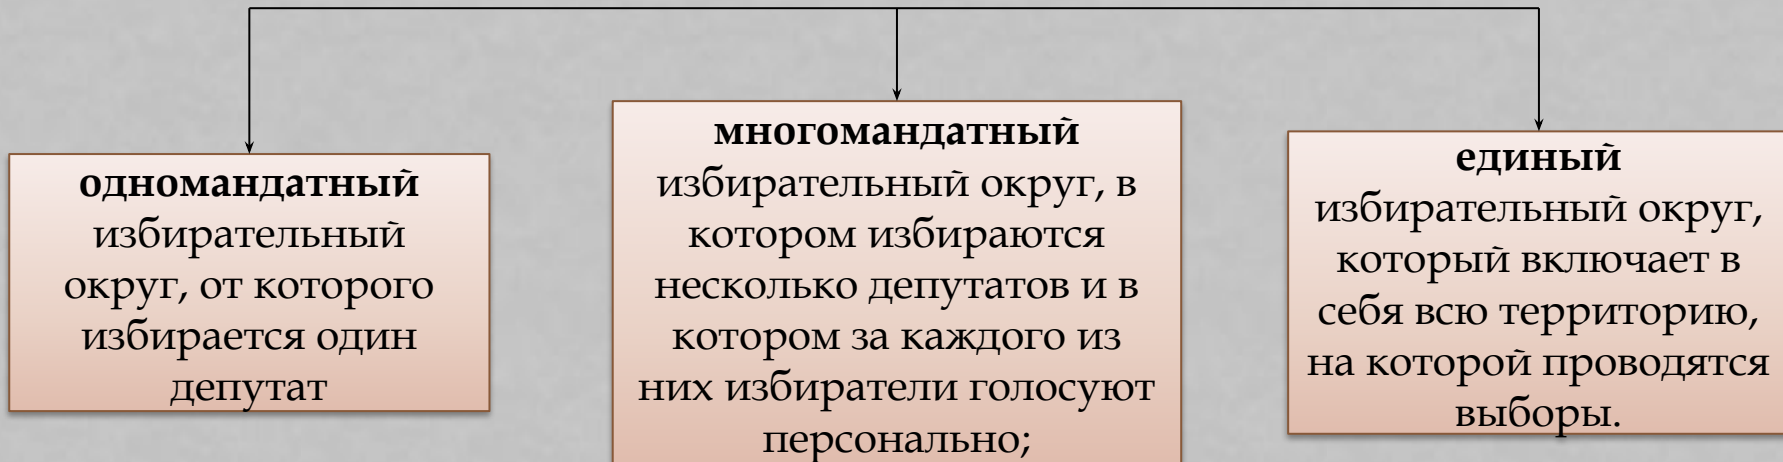 одномандатный
избирательный
округ, от которого
избирается один
депутат
многомандатный
избирательный округ, в
котором избираются
несколько депутатов и в
котором за каждого из
них избиратели голосуют
персонально;
единый
избирательный округ,
который включает в
себя всю территорию,
на которой проводятся
выборы.